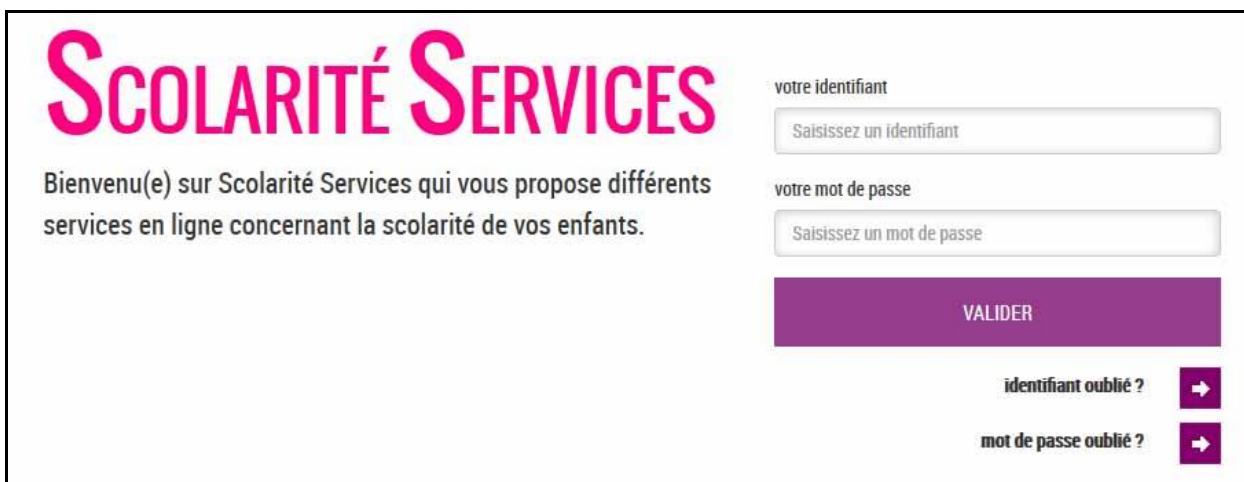 SCOLARITÉ SERVICES
Bienvenu(e) sur Scolarité Services qui vous propose différents
services en ligne concernant la scolarité de vos enfants.
votre identifiant
Saisissez un identifiant
votre mot de passe
Saisissez un mot de passe
VALIDER
identifiant oublié ?
mot de passe oublié ?